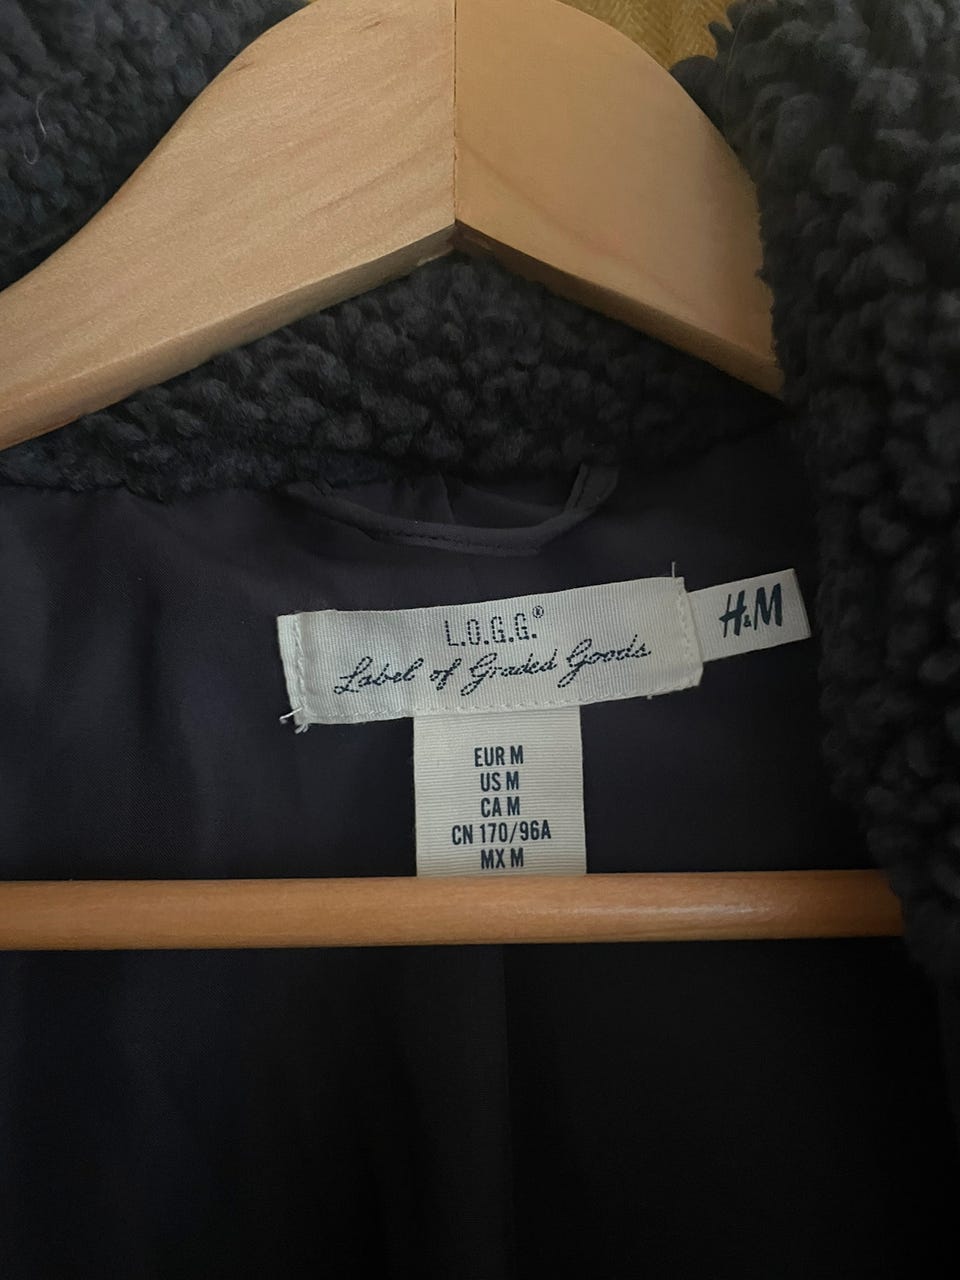 L.O.G.G.®
Label of Graded Goods
H&M
EUR M
US M
CA M
CN 170/96A
MX M